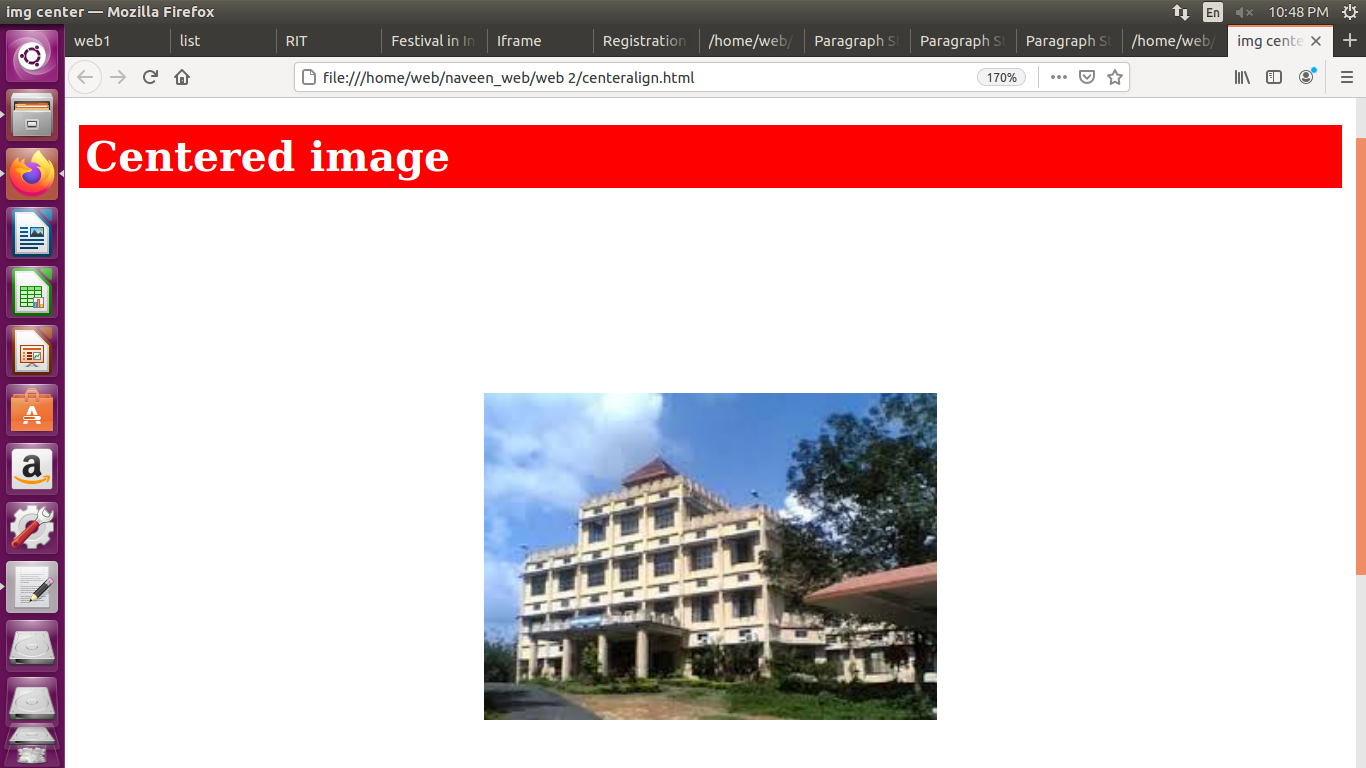 img center — Mozilla Firefox
En
10:48 PM
web1
list
RIT
Festival in In
Iframe
Registration
/home/web/
Paragraph St
Paragraph St
Paragraph St
/home/web/
img cente
file:///home/web/naveen_web/web 2/centeralign.html
170%
Centered image